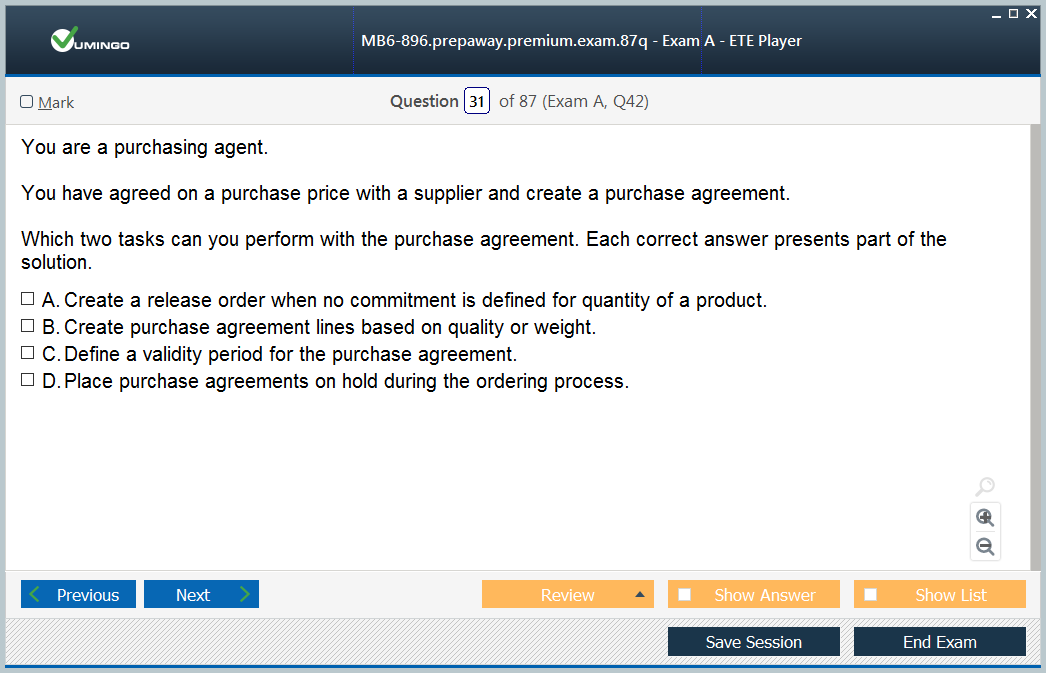 VUMINGO
MB6-896.prepaway.premium.exam.87q - Exam A - ETE Player
Mark
Question 31 of 87 (Exam A, Q42)
You are a purchasing agent.
You have agreed on a purchase price with a supplier and create a purchase agreement.
Which two tasks can you perform with the purchase agreement. Each correct answer presents part of the
solution.
A. Create a release order when no commitment is defined for quantity of a product.
B. Create purchase agreement lines based on quality or weight.
C. Define a validity period for the purchase agreement.
D. Place purchase agreements on hold during the ordering process.
Previous
Next
Review
Show Answer
Show List
Save Session
End Exam